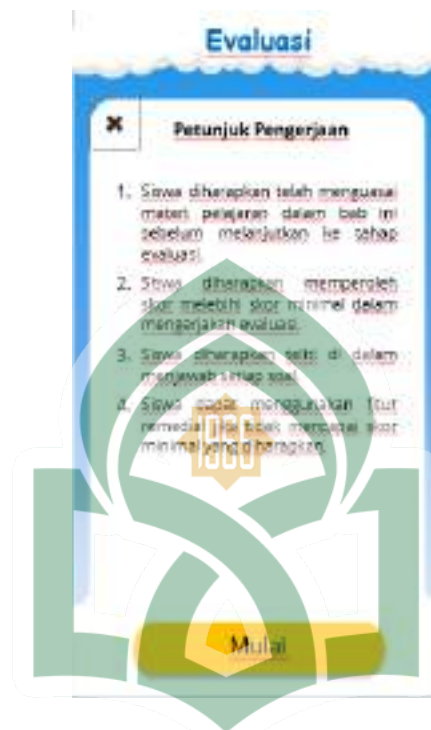 Evaluasi
Petunjuk Pengerjaan
1. Siswa diharapkan telah menguasai
materi pelajaran dalam bab ini
sebelum melanjutkan ke tahap
evaluasi.
2. Siswa diharapkan memperoleh
skor melebihi skor minimal dalam
mengerjakan evaluasi.
3. Siswa diharapkan teliti di dalam
menjawab setiap soal.
4. Siswa dapat menggunakan fitur
remedial jika tidak mencapai skor
minimal yang diharapkan.
Mulai